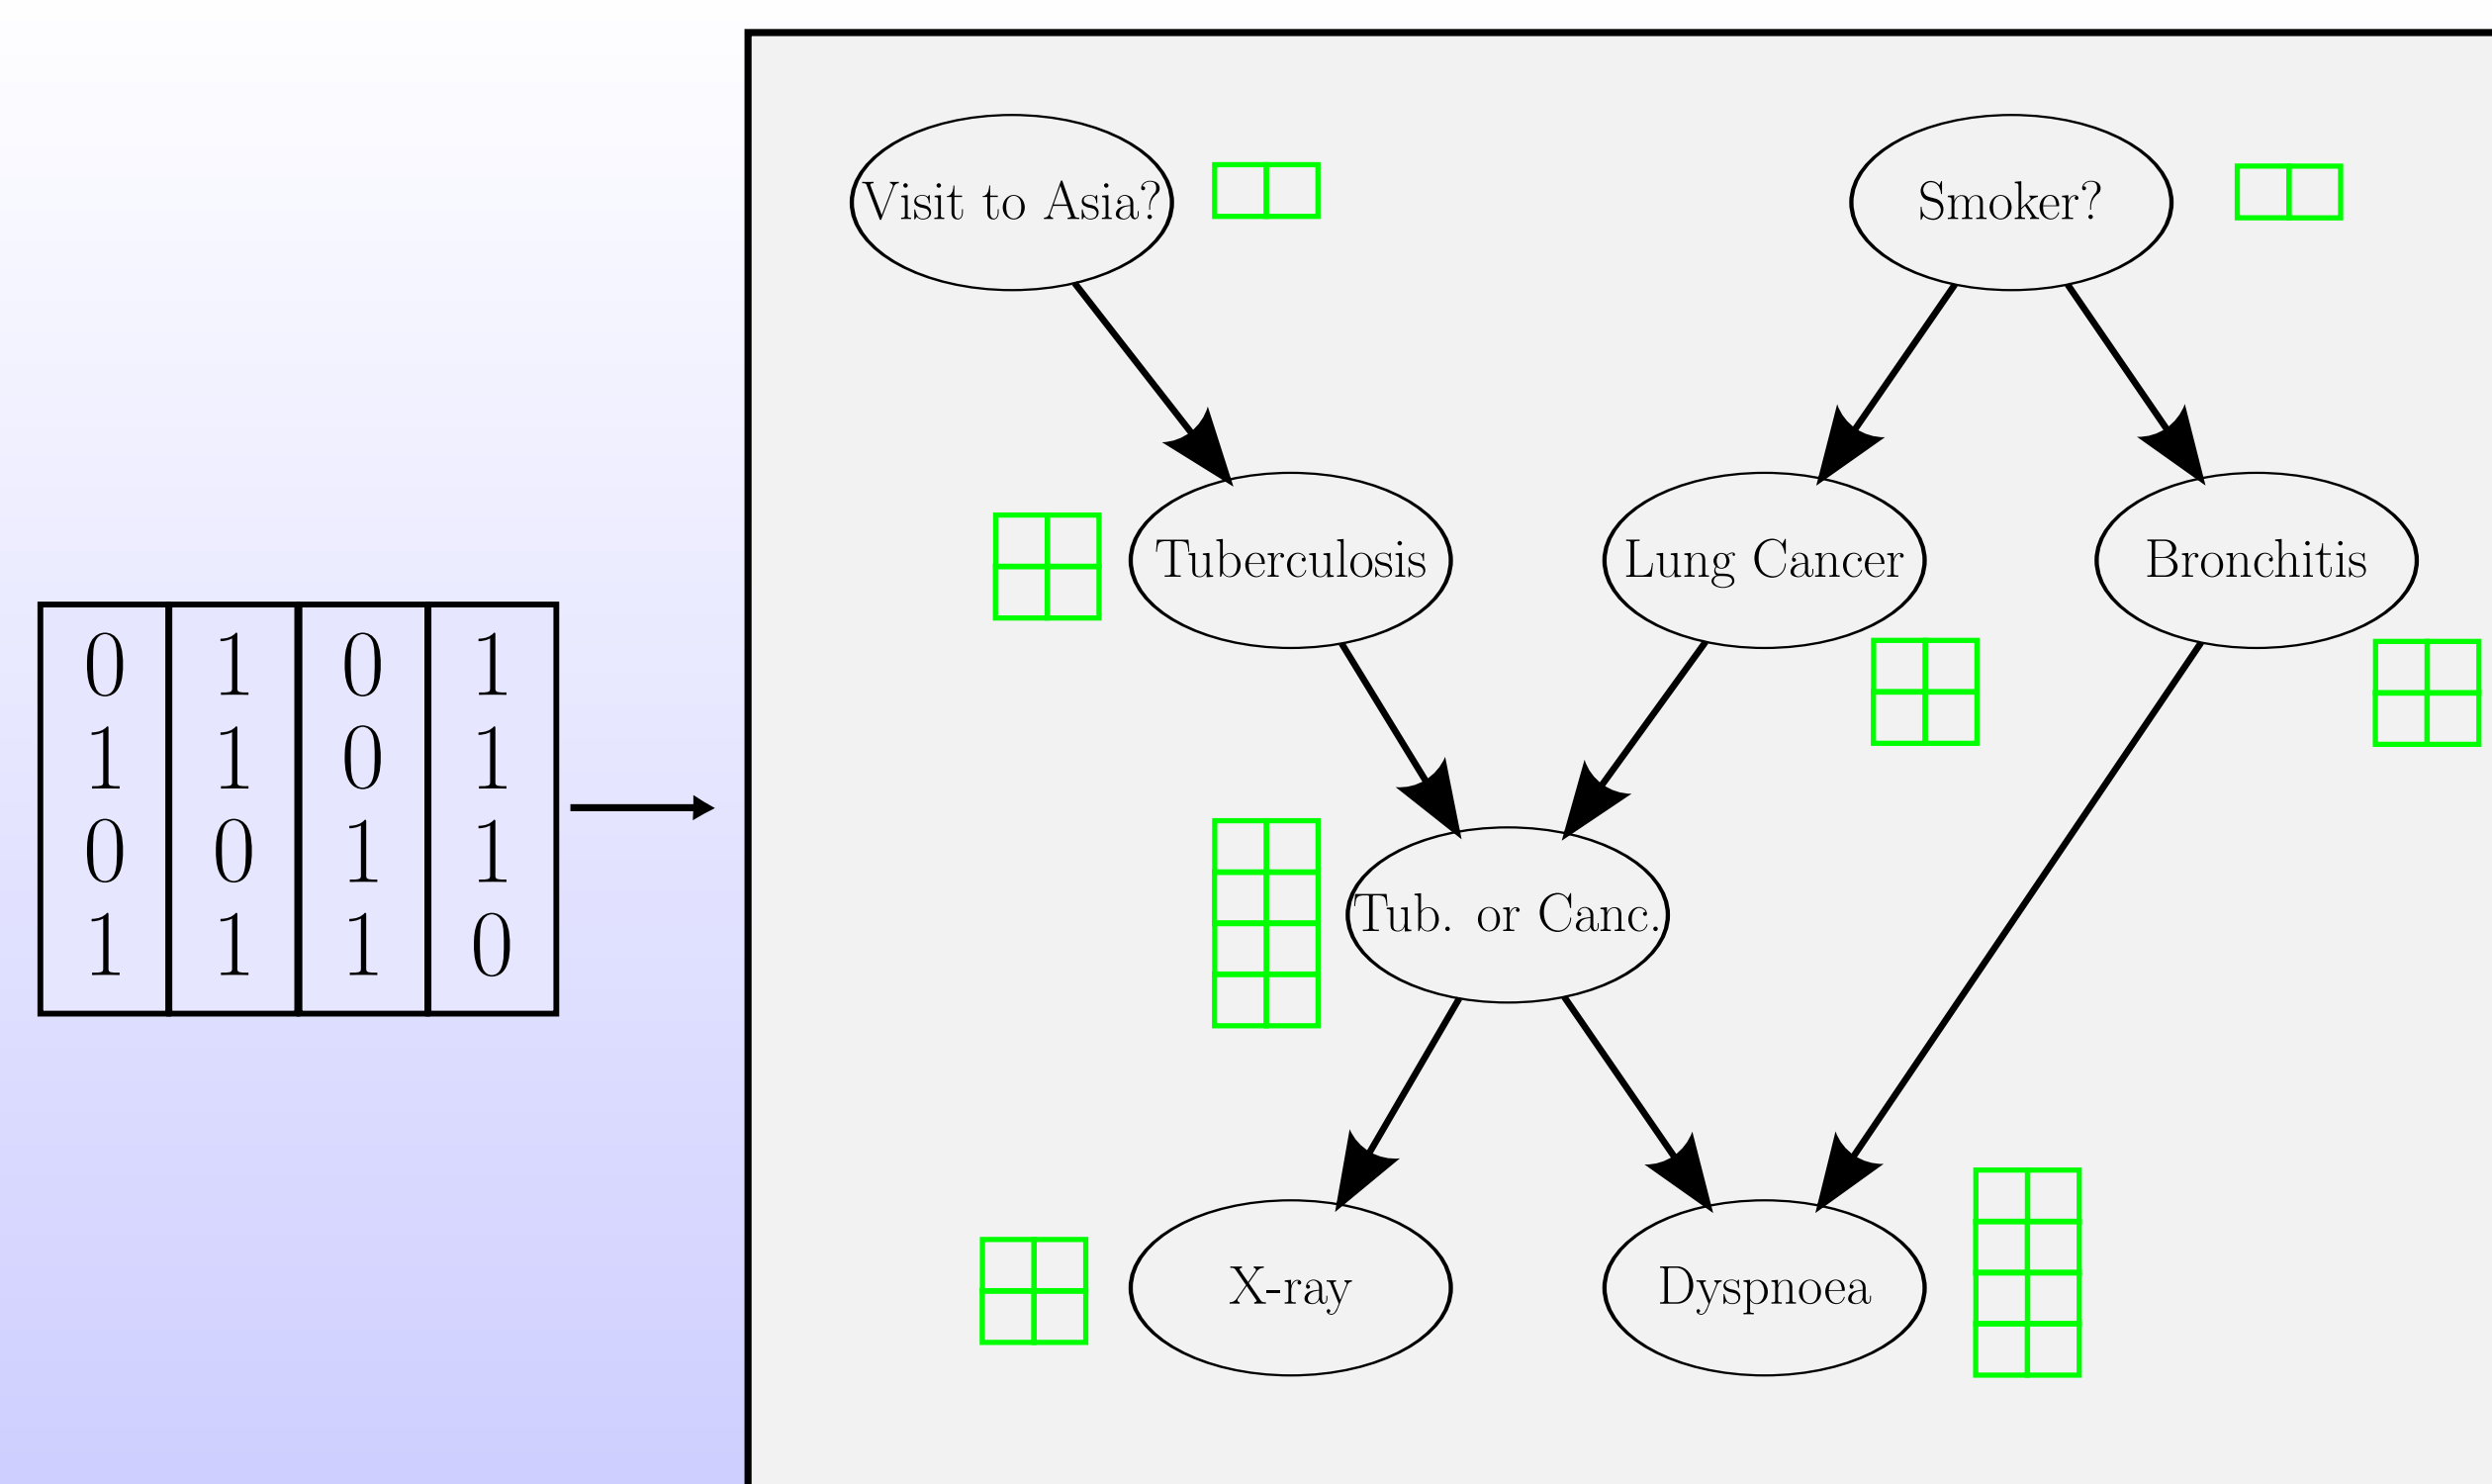 Visit to Asia? Smoker?
Tuberculosis Lung Cancer Bronchitis
0 1 0 1
1 1 0 1
0 0 1 1
1 1 1 0
Tub. or Canc.
X-ray Dyspnoea